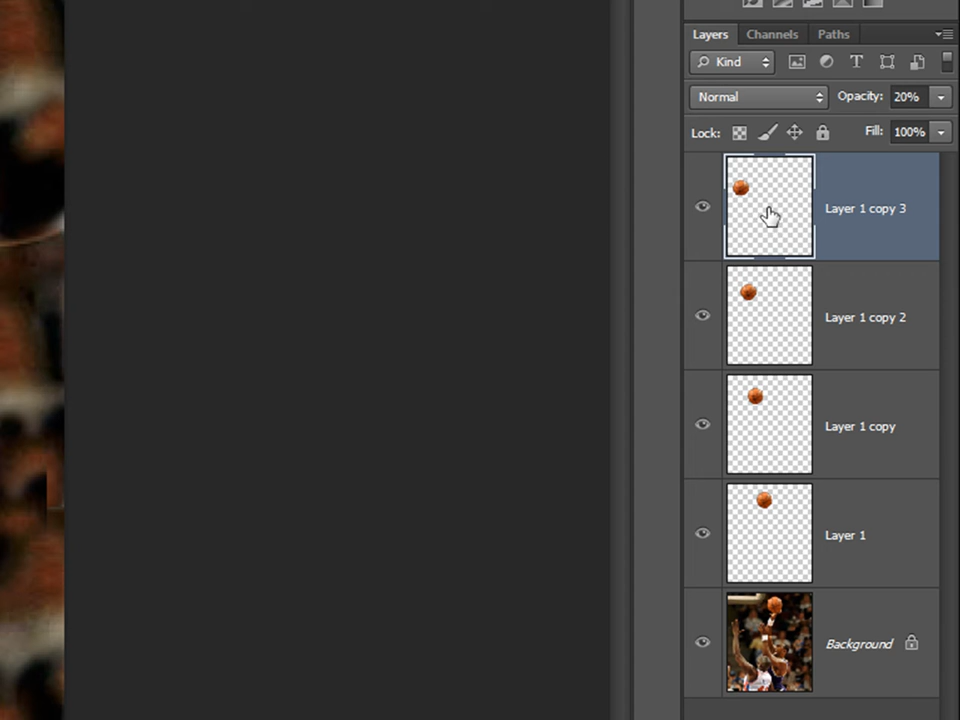 Layers Channels Paths
Kind T
Normal Opacity: 20%
Lock: Fill: 100%
Layer 1 copy 3
Layer 1 copy 2
Layer 1 copy
Layer 1
Background